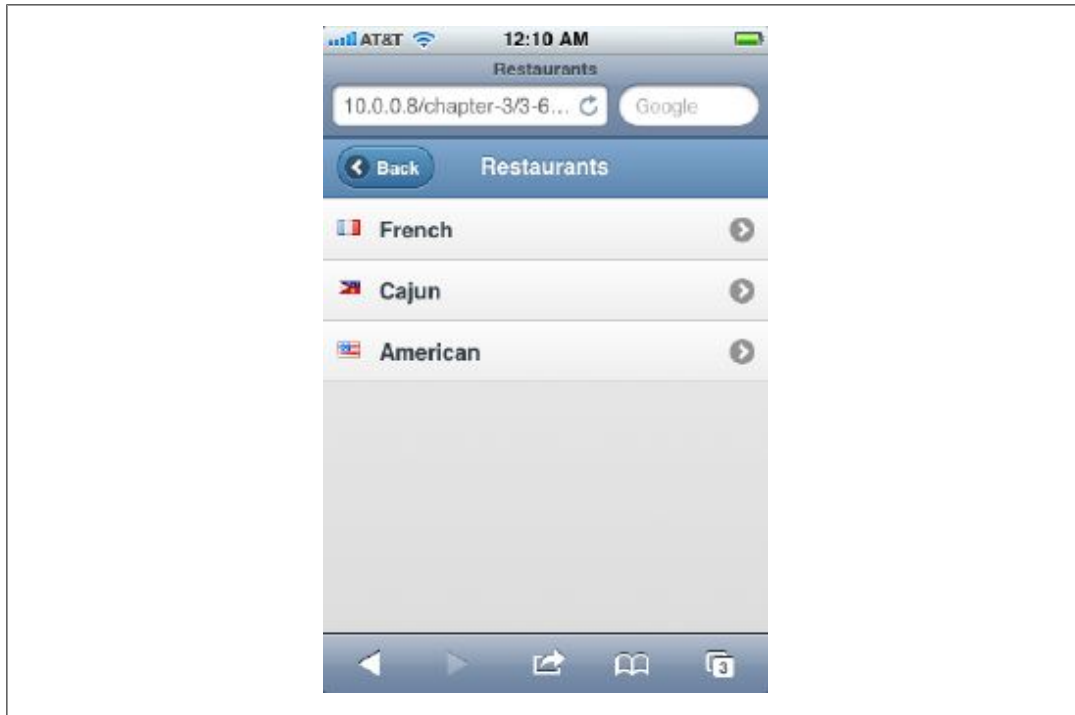 AT&T 12:10 AM
Restaurants
10.0.0.8/chapter-3/3-6... Google
Back Restaurants
French
Cajun
American
3